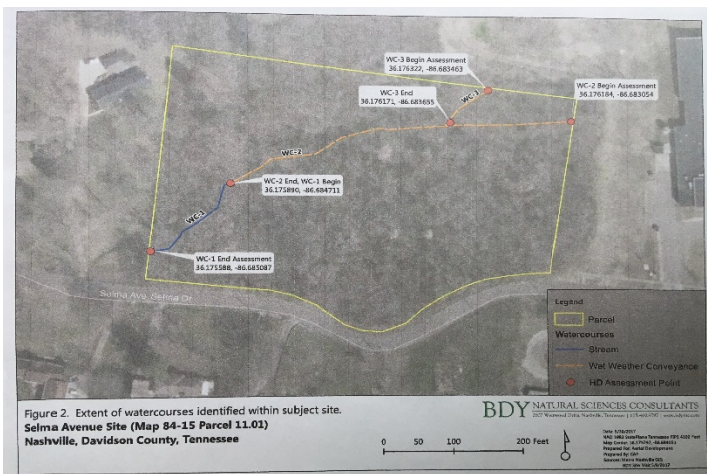 WC-3 Begin Assessment
36.176322, -86.683463
WC-2 Begin Assessment
36.176184, -86.683054
WC-3 End
36.176171, -86.683655
WC-3
WC-2
WC-2 End, WC-1 Begin
36.175890, -86.684711
WC-1 End Assessment
36.175588, -86.685087
Selma Ave Selma Dr
Legend
Parcel
Watercourses
Stream
Wet Weather Conveyance
HD Assessment Point
Figure 2. Extent of watercourses identified within subject site.
Selma Avenue Site (Map 84-15 Parcel 11.01)
Nashville, Davidson County, Tennessee
BDY NATURAL SCIENCES CONSULTANTS
0 50 100 200 Feet